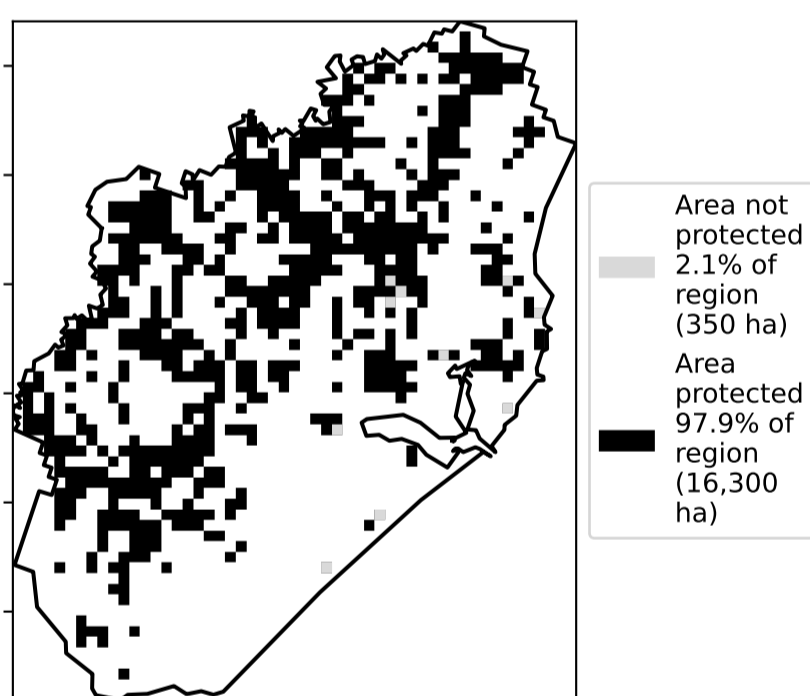 Area not
protected
2.1% of
region
(350 ha)
Area
protected
97.9% of
region
(16,300
ha)